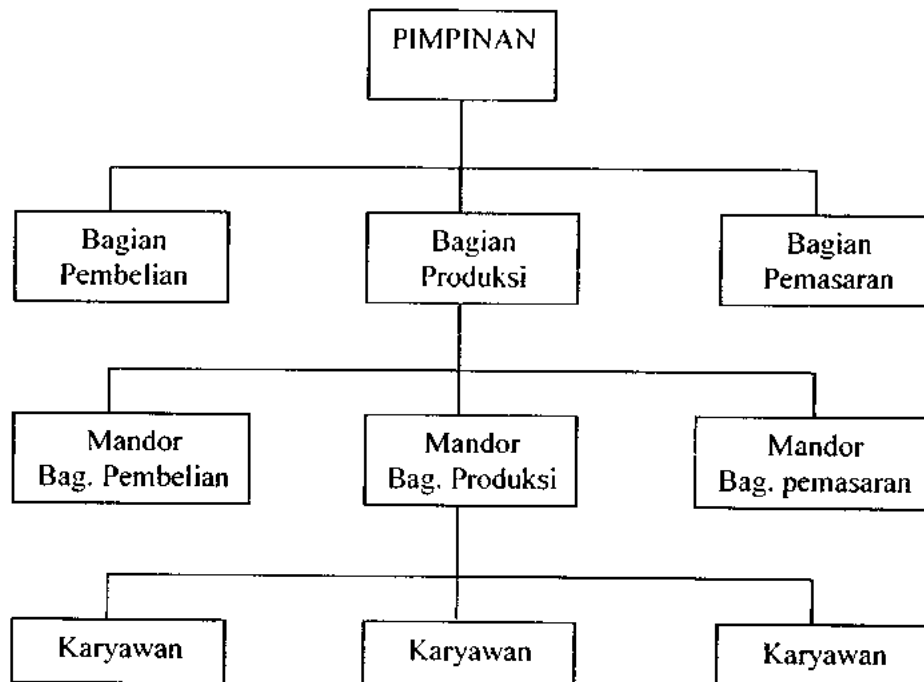 PIMPINAN
Bagian
Pembelian
Bagian
Produksi
Bagian
Pemasaran
Mandor
Bag. Pembelian
Mandor
Bag. Produksi
Mandor
Bag. pemasaran
Karyawan
Karyawan
Karyawan